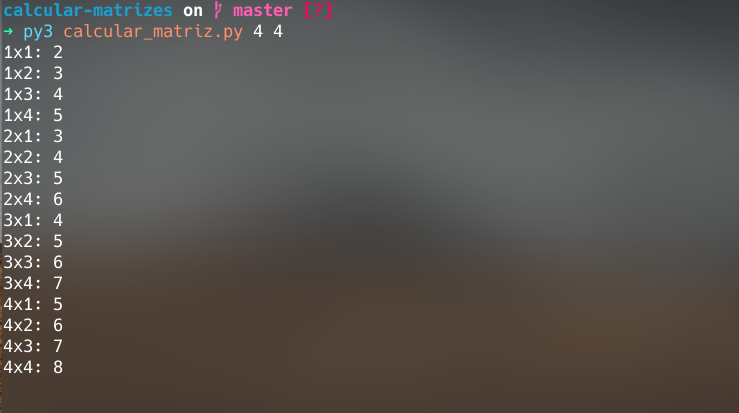 calcular-matrizes on ᚠ master [?]
➜ py3 calcular_matriz.py 4 4
1x1: 2
1x2: 3
1x3: 4
1x4: 5
2x1: 3
2x2: 4
2x3: 5
2x4: 6
3x1: 4
3x2: 5
3x3: 6
3x4: 7
4x1: 5
4x2: 6
4x3: 7
4x4: 8